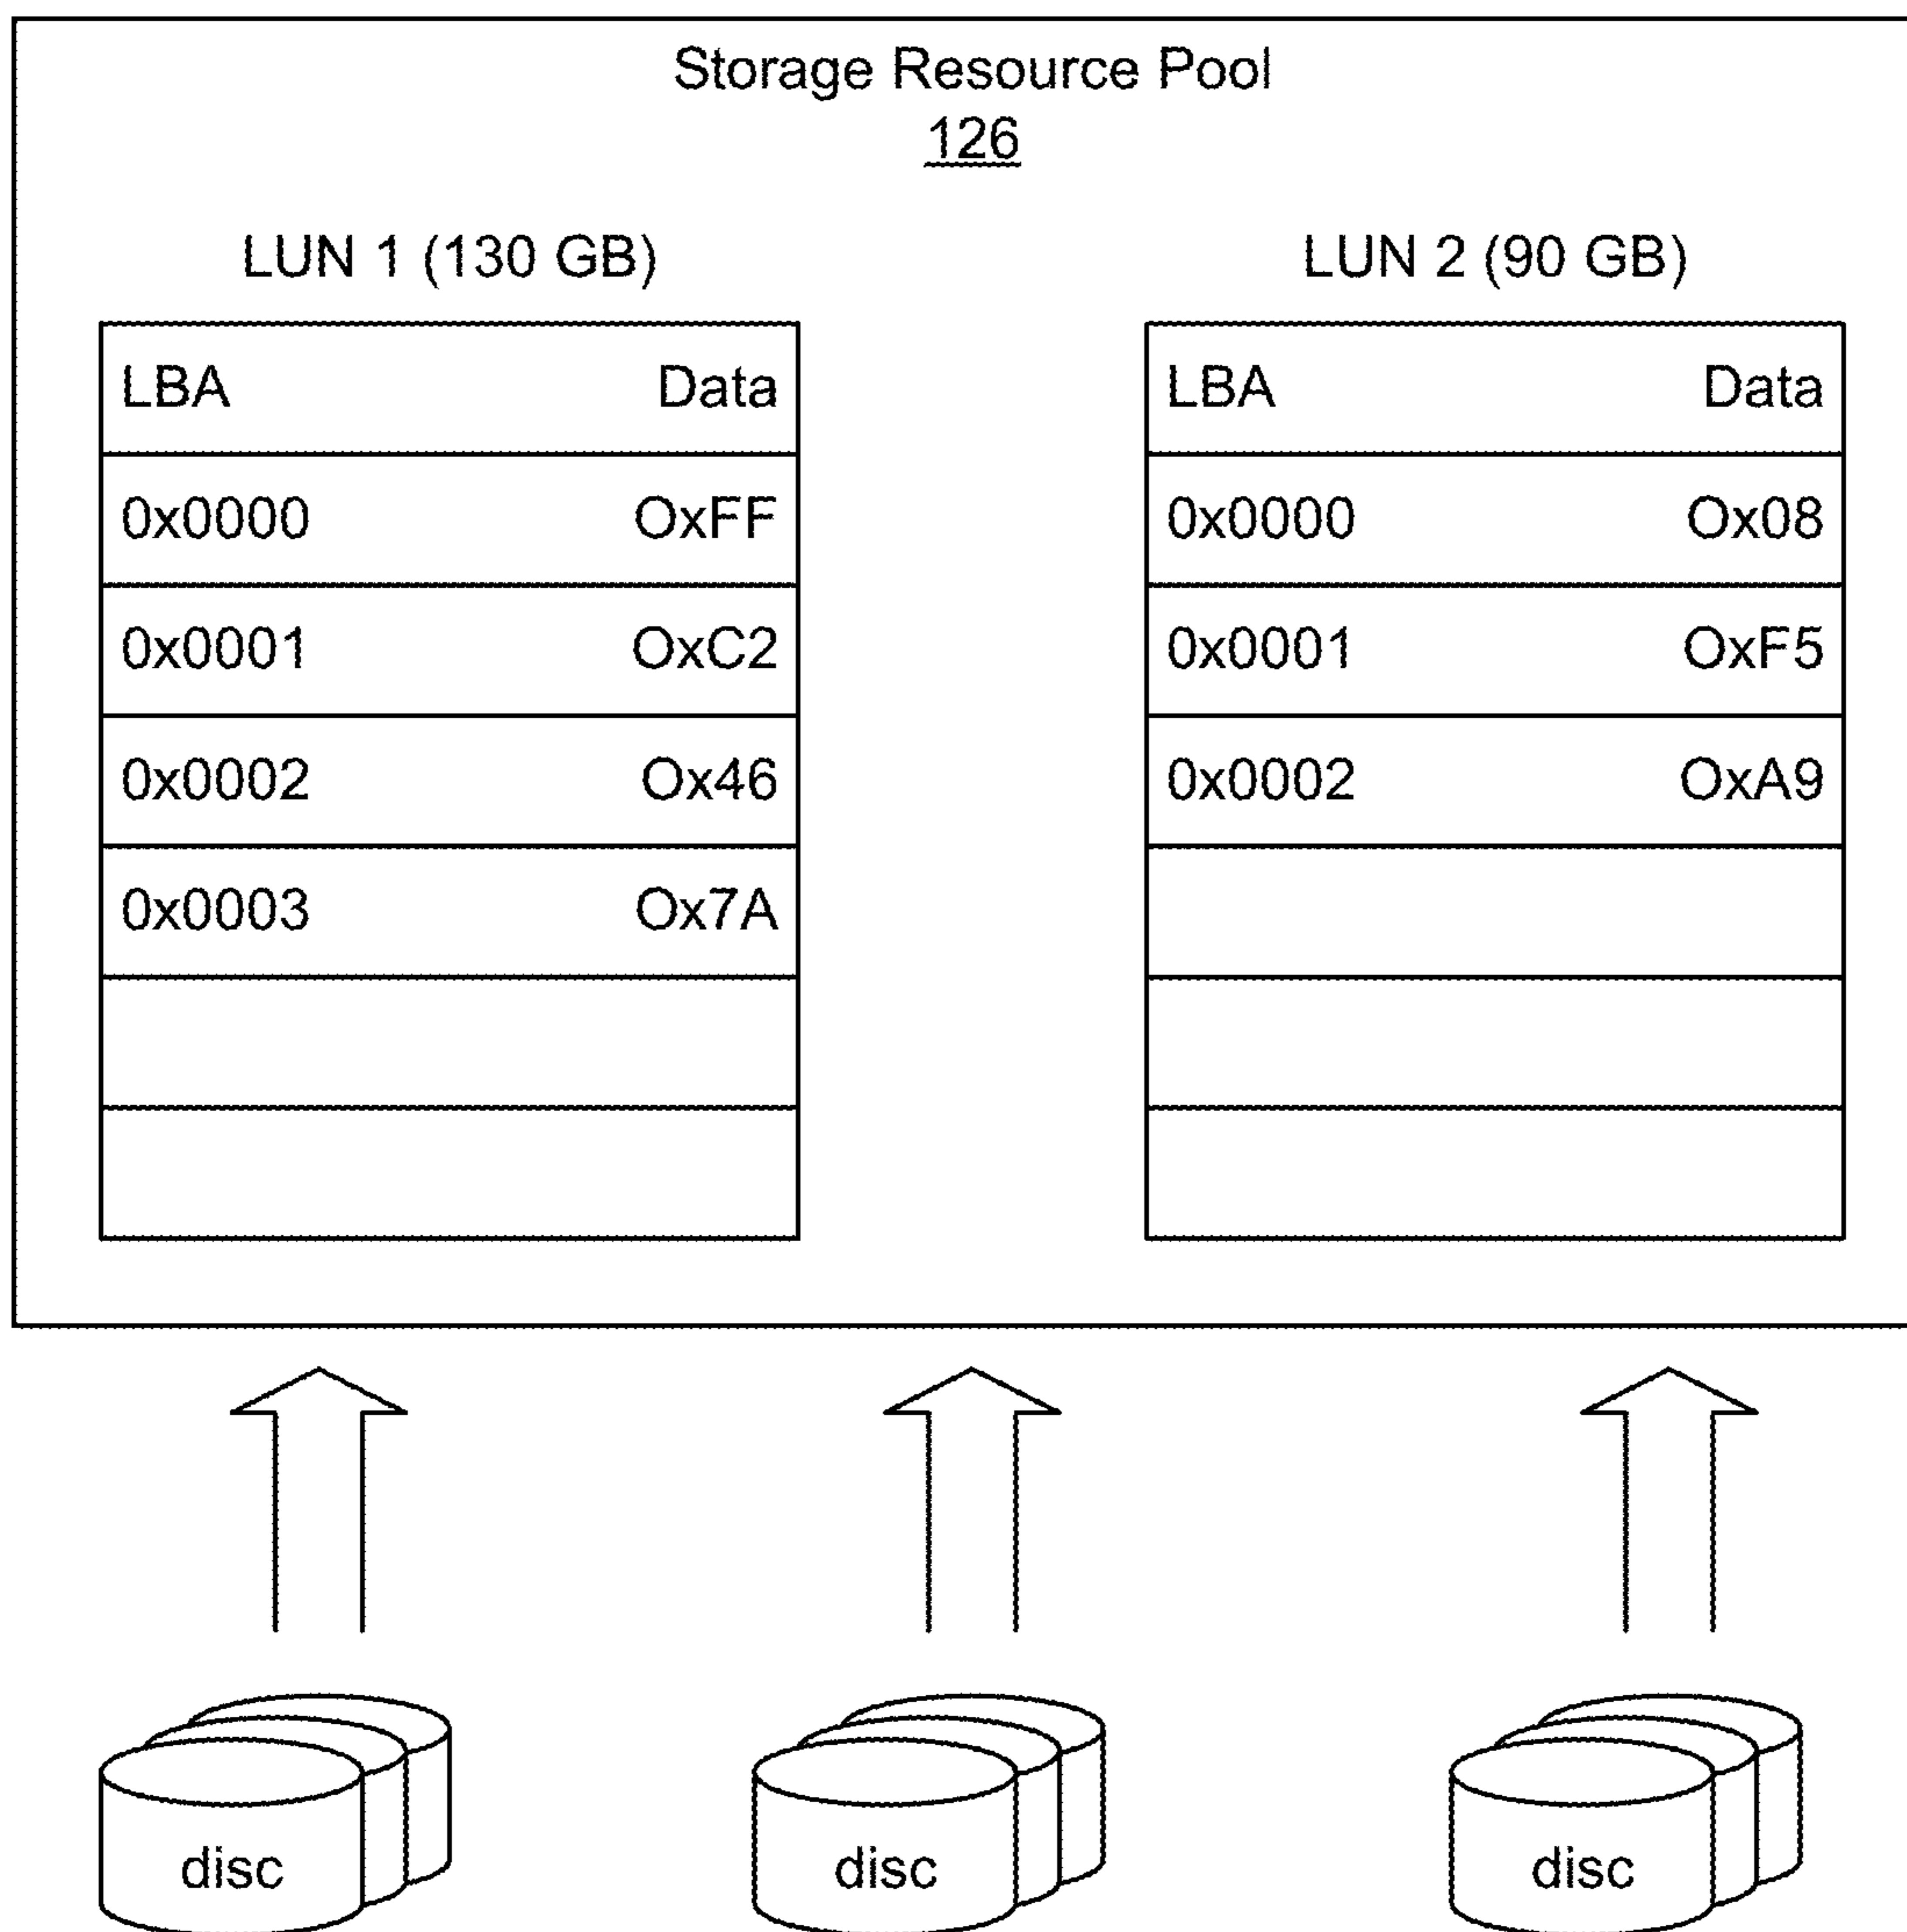 Storage Resource Pool
126
LUN 1 (130 GB)
LBA Data
0x0000 OxFF
0x0001 OxC2
0x0002 Ox46
0x0003 Ox7A
LUN 2 (90 GB)
LBA Data
0x0000 Ox08
0x0001 OxF5
0x0002 OxA9
disc
disc
disc